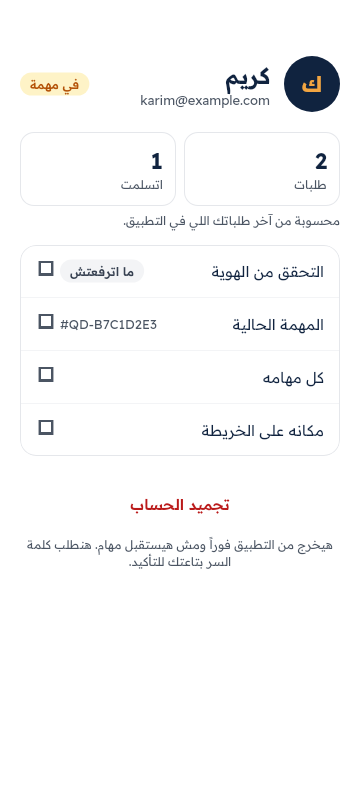 ك
كريم
karim@example.com
في مهمة
2
طلبات
1
اتسلمت
محسوبة من آخر طلباتك اللي في التطبيق.
التحقق من الهوية
ما اترفعتش
المهمة الحالية
#QD-B7C1D2E3
كل مهامه
مكانه على الخريطة
تجميد الحساب
هيخرج من التطبيق فوراً ومش هيستقبل مهام. هنطلب كلمة
السر بتاعتك للتأكيد.